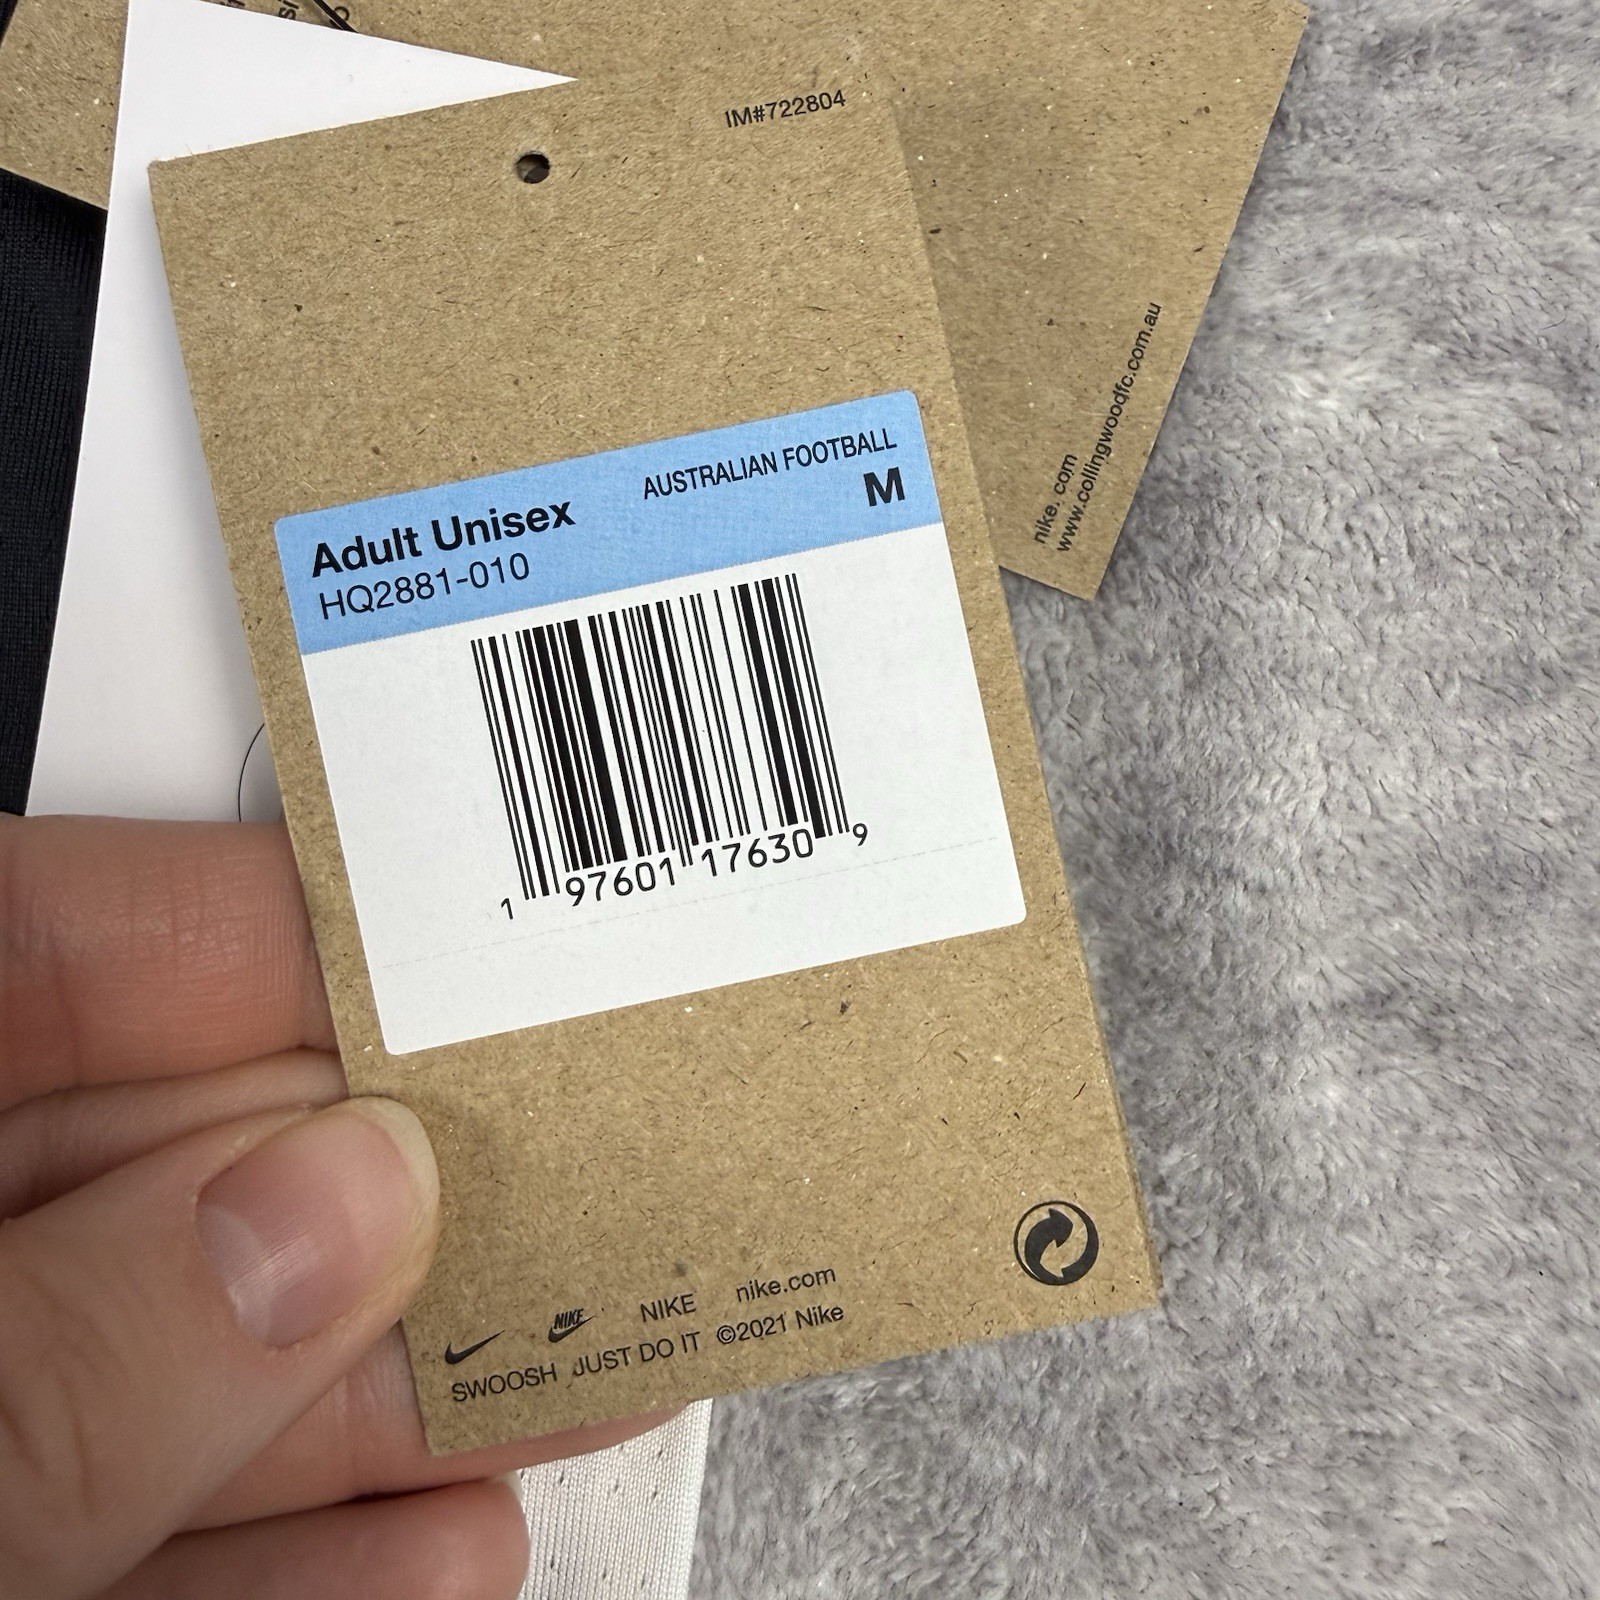 IM#722804
AUSTRALIAN FOOTBALL
Adult Unisex M
HQ2881-010
1 97601 17630 9
NIKE NIKE nike.com
SWOOSH JUST DO IT ©2021 Nike
nike. com
www.collingwoodfc.com.au